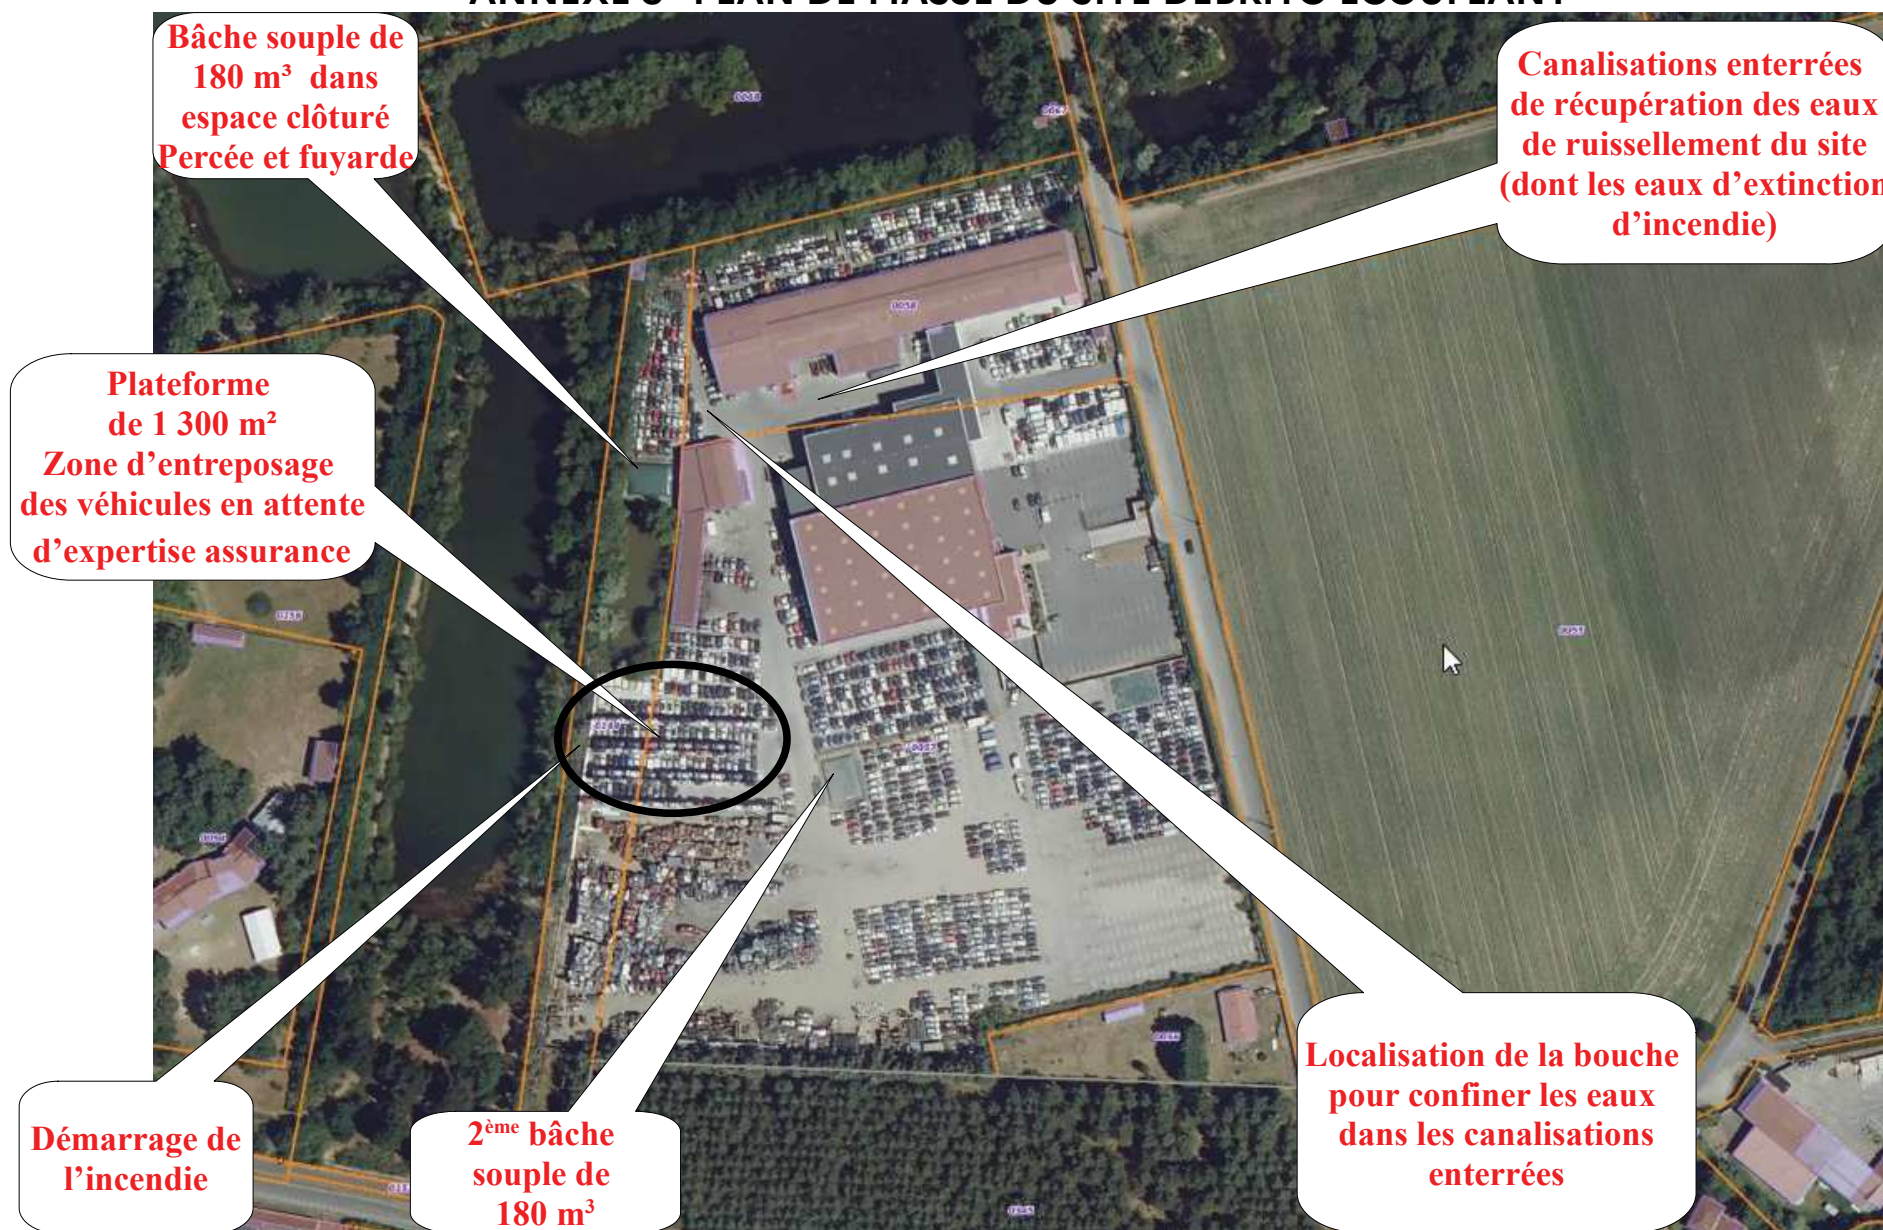 Bâche souple de
180 m³ dans
espace clôturé
Percée et fuyarde
Canalisations enterrées
de récupération des eaux
de ruissellement du site
(dont les eaux d’extinction
d’incendie)
Plateforme
de 1 300 m²
Zone d’entreposage
des véhicules en attente
d’expertise assurance
Démarrage de
l’incendie
2ème bâche
souple de
180 m³
Localisation de la bouche
pour confiner les eaux
dans les canalisations
enterrées
0058
0057
0051